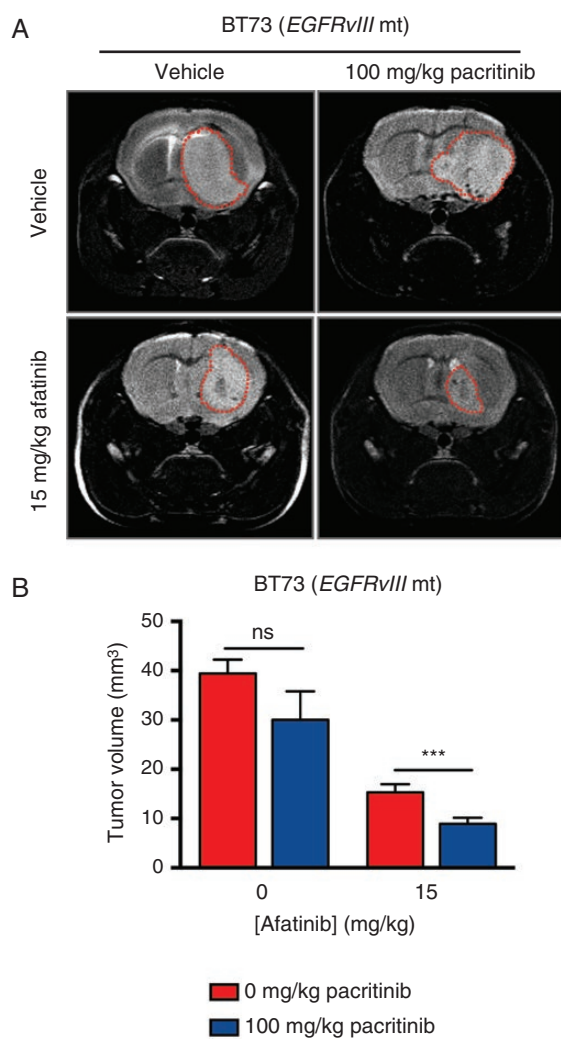 A
BT73 (EGFRvIII mt)
Vehicle
100 mg/kg pacritinib
Vehicle
15 mg/kg afatinib
B
BT73 (EGFRvIII mt)
Tumor volume (mm³)
50
40
30
20
10
0
ns
***
0
15
[Afatinib] (mg/kg)
0 mg/kg pacritinib
100 mg/kg pacritinib